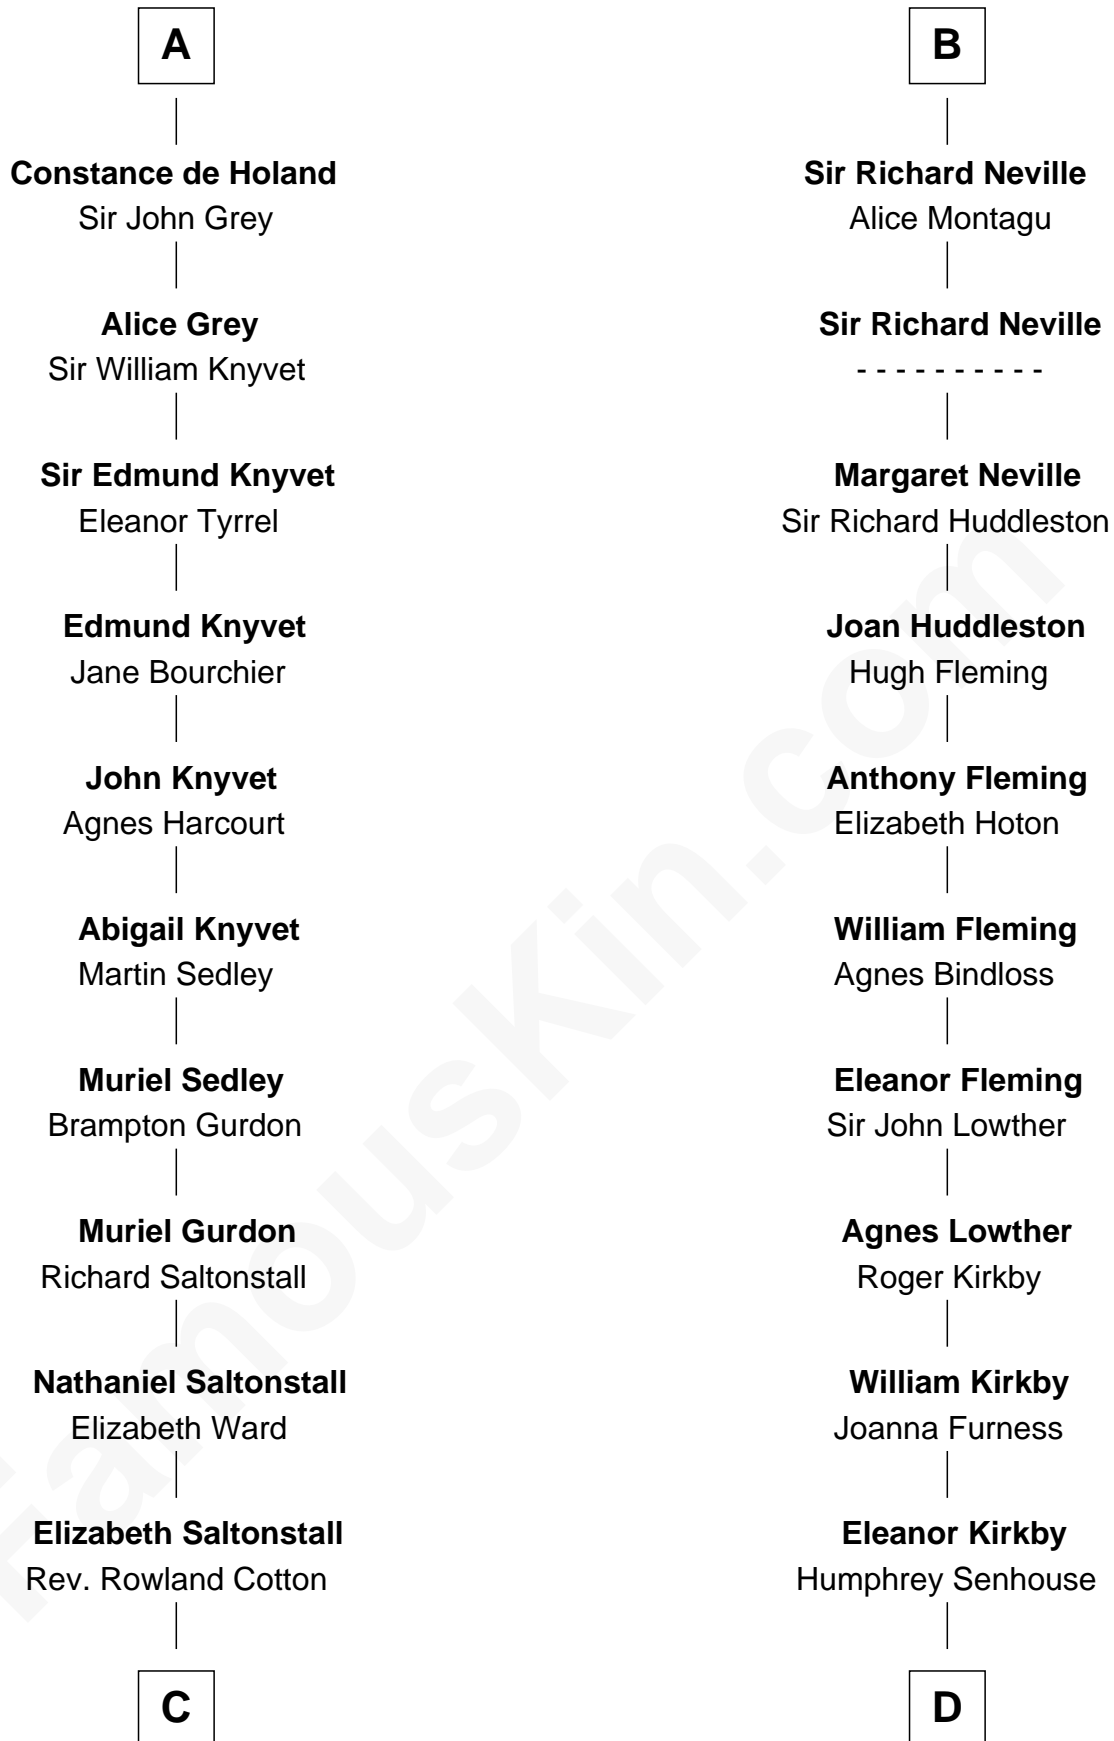 A
Constance de Holand
Sir John Grey
Alice Grey
Sir William Knyvet
Sir Edmund Knyvet
Eleanor Tyrrel
Edmund Knyvet
Jane Bourchier
John Knyvet
Agnes Harcourt
Abigail Knyvet
Martin Sedley
Muriel Sedley
Brampton Gurdon
Muriel Gurdon
Richard Saltonstall
Nathaniel Saltonstall
Elizabeth Ward
Elizabeth Saltonstall
Rev. Rowland Cotton
C
B
Sir Richard Neville
Alice Montagu
Sir Richard Neville
- - - - - - - - - -
Margaret Neville
Sir Richard Huddleston
Joan Huddleston
Hugh Fleming
Anthony Fleming
Elizabeth Hoton
William Fleming
Agnes Bindloss
Eleanor Fleming
Sir John Lowther
Agnes Lowther
Roger Kirkby
William Kirkby
Joanna Furness
Eleanor Kirkby
Humphrey Senhouse
D
FamousKin.com